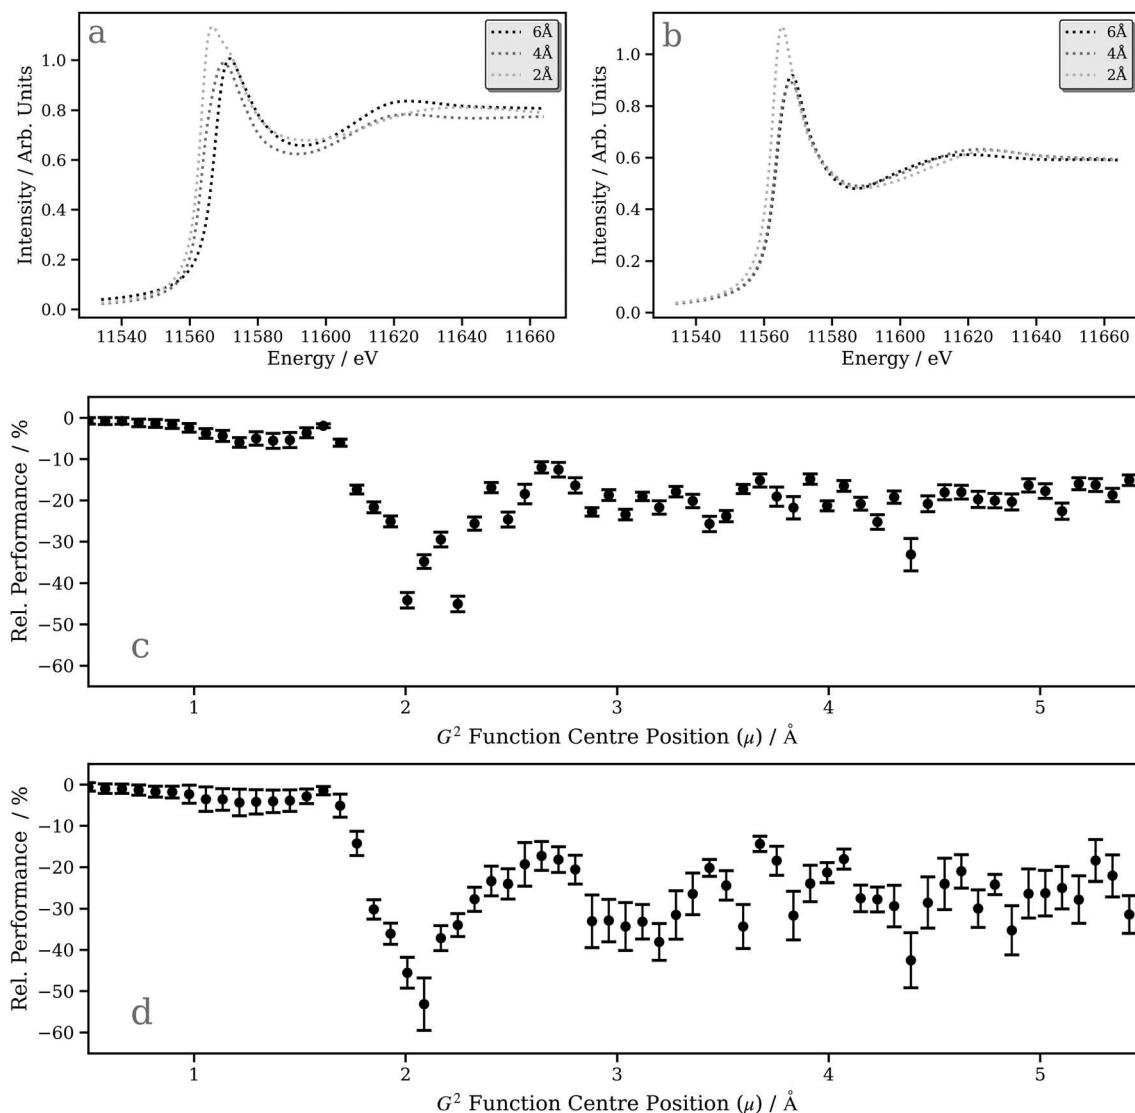 a
6Å
4Å
2Å
Intensity / Arb. Units
1.0
0.8
0.6
0.4
0.2
0.0
11540 11560 11580 11600 11620 11640 11660
Energy / eV
b
6Å
4Å
2Å
Intensity / Arb. Units
1.0
0.8
0.6
0.4
0.2
0.0
11540 11560 11580 11600 11620 11640 11660
Energy / eV
Rel. Performance / %
0
−10
−20
−30
−40
−50
−60
c
1 2 3 4 5
G² Function Centre Position (μ) / Å
Rel. Performance / %
0
−10
−20
−30
−40
−50
−60
d
1 2 3 4 5
G² Function Centre Position (μ) / Å